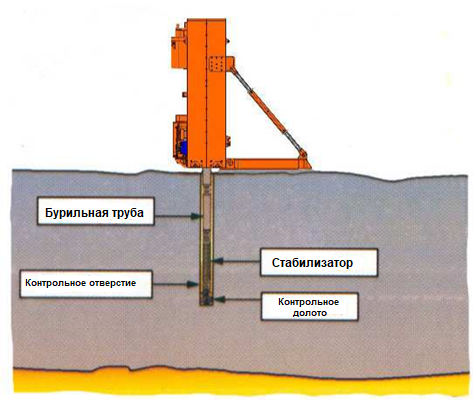 Бурильная труба
Стабилизатор
Контрольное отверстие
Контрольное
долото